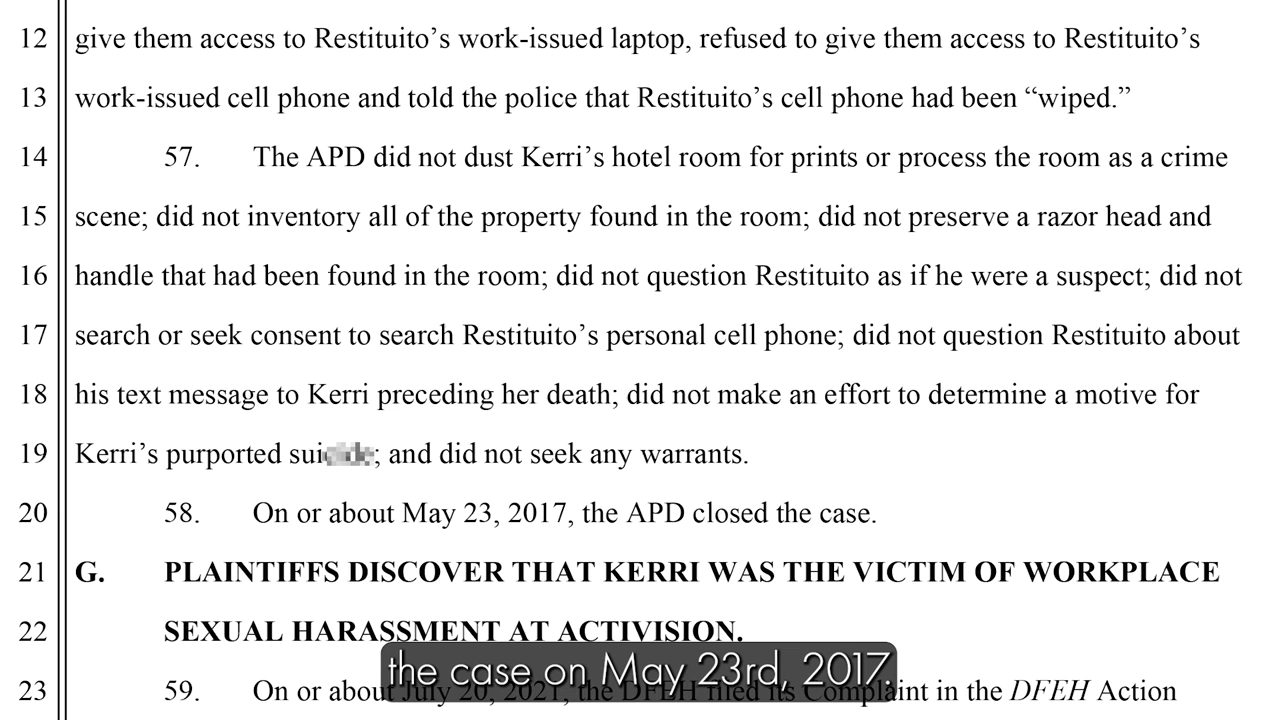 12 give them access to Restituito’s work-issued laptop, refused to give them access to Restituito’s
13 work-issued cell phone and told the police that Restituito’s cell phone had been “wiped.”
14 57. The APD did not dust Kerri’s hotel room for prints or process the room as a crime
15 scene; did not inventory all of the property found in the room; did not preserve a razor head and
16 handle that had been found in the room; did not question Restituito as if he were a suspect; did not
17 search or seek consent to search Restituito’s personal cell phone; did not question Restituito about
18 his text message to Kerri preceding her death; did not make an effort to determine a motive for
19 Kerri’s purported sui; and did not seek any warrants.
20 58. On or about May 23, 2017, the APD closed the case.
21 G. PLAINTIFFS DISCOVER THAT KERRI WAS THE VICTIM OF WORKPLACE
22 SEXUAL HARASSMENT AT ACTIVISION.
the case on May 23rd, 2017.
23 59. On or about July 20, 2021, the DFEH filed its Complaint in the DFEH Action